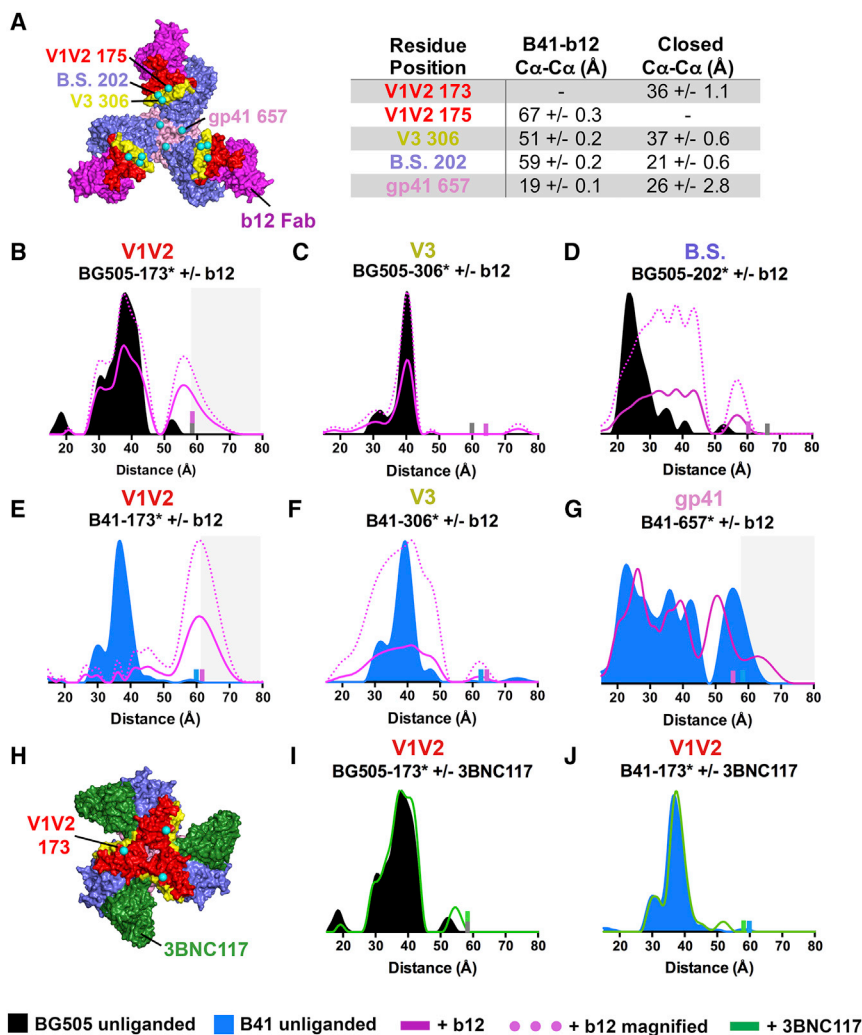 A
V1V2 175
B.S. 202
V3 306
gp41 657
b12 Fab
Residue Position B41-b12 Cα-Cα (Å) Closed Cα-Cα (Å)
V1V2 173 - 36 +/- 1.1
V1V2 175 67 +/- 0.3 -
V3 306 51 +/- 0.2 37 +/- 0.6
B.S. 202 59 +/- 0.2 21 +/- 0.6
gp41 657 19 +/- 0.1 26 +/- 2.8
B V1V2
BG505-173* +/- b12
20 30 40 50 60 70 80
Distance (Å)
C V3
BG505-306* +/- b12
20 30 40 50 60 70 80
Distance (Å)
D B.S.
BG505-202* +/- b12
20 30 40 50 60 70 80
Distance (Å)
E V1V2
B41-173* +/- b12
20 30 40 50 60 70 80
Distance (Å)
F V3
B41-306* +/- b12
20 30 40 50 60 70 80
Distance (Å)
G gp41
B41-657* +/- b12
20 30 40 50 60 70 80
Distance (Å)
H
V1V2
173
3BNC117
I V1V2
BG505-173* +/- 3BNC117
20 30 40 50 60 70 80
Distance (Å)
J V1V2
B41-173* +/- 3BNC117
20 30 40 50 60 70 80
Distance (Å)
BG505 unliganded B41 unliganded + b12 + b12 magnified + 3BNC117